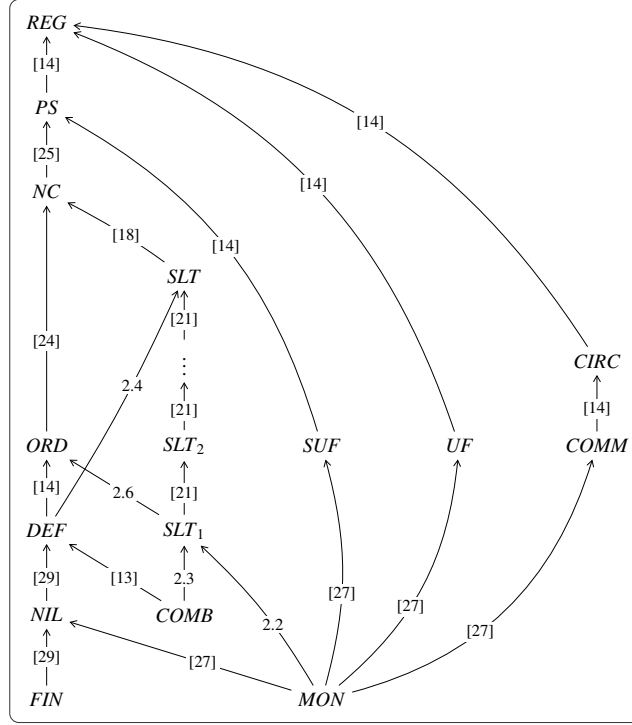 REG
[14]
PS
[14]
[25]
NC
[14]
[18]
[14]
SLT
[21]
[24]
⋮
CIRC
2.4
[21]
[14]
ORD
SLT₂
SUF
UF
COMM
[14]
2.6
[21]
DEF
SLT₁
[29]
[13]
2.3
[27]
[27]
NIL
COMB
2.2
[27]
[29]
[27]
FIN
MON